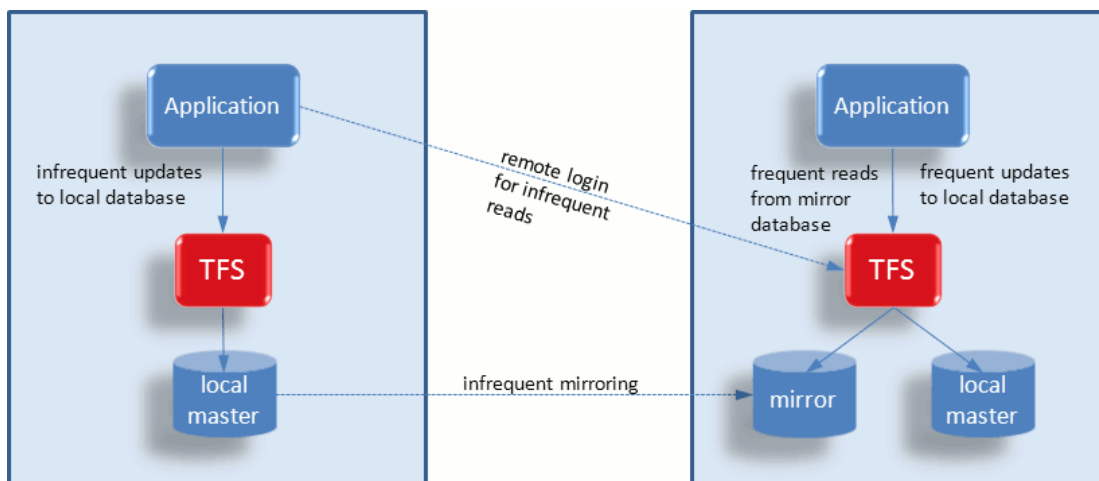 Application
infrequent updates
to local database
TFS
local
master
remote login
for infrequent
reads
infrequent mirroring
Application
frequent reads
from mirror
database
frequent updates
to local database
TFS
mirror
local
master